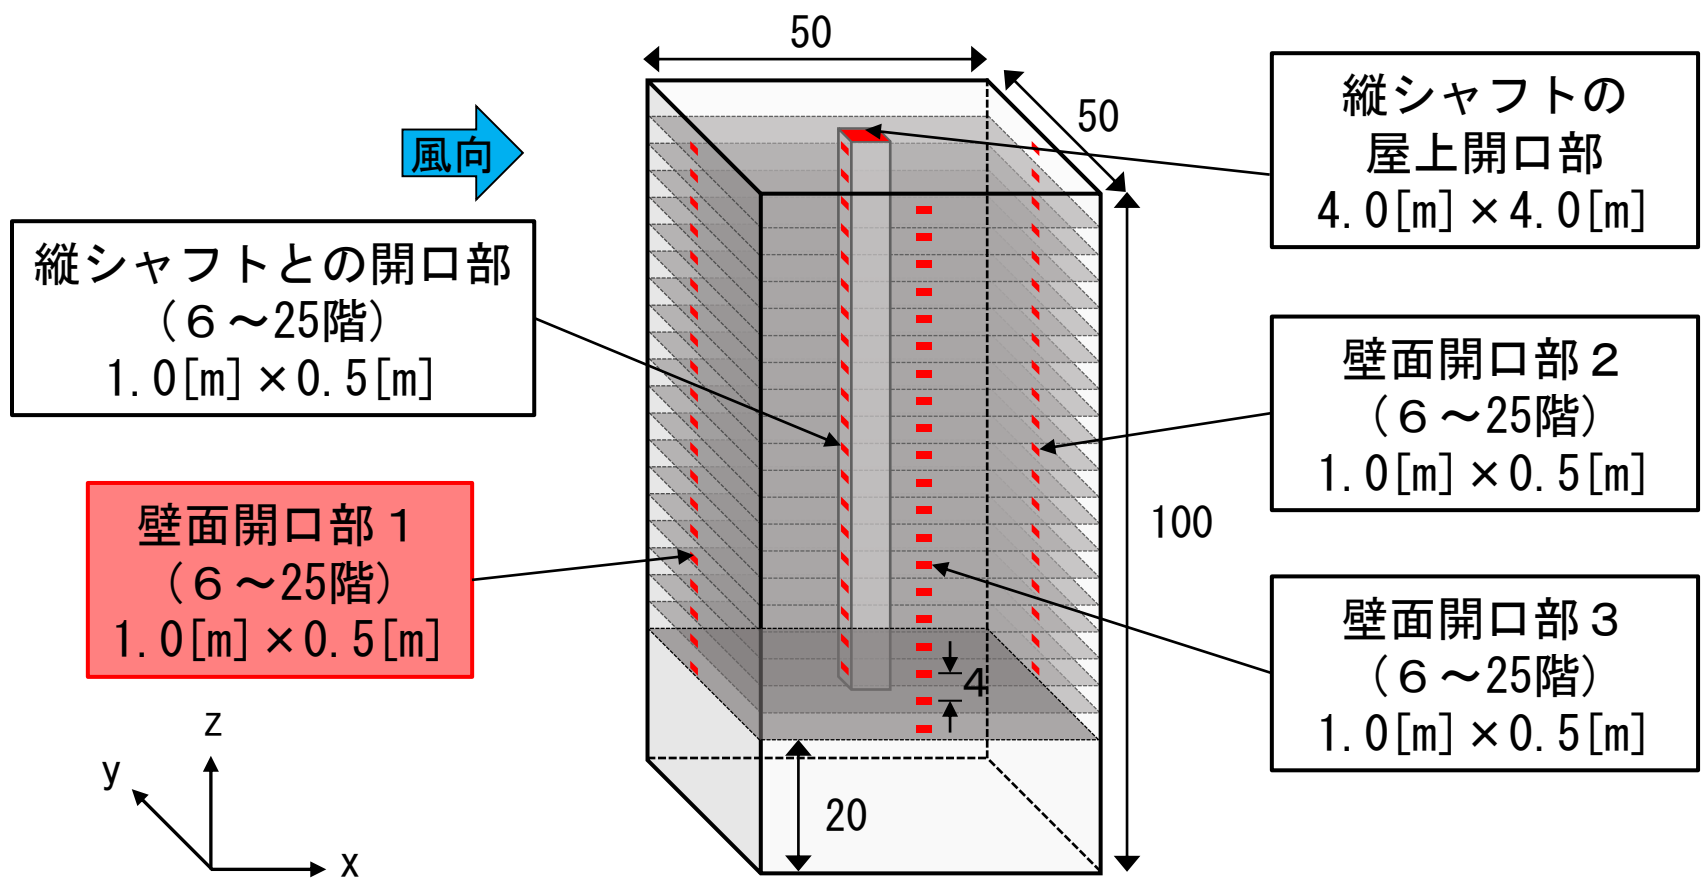 50
50
風向
縦シャフトの
屋上開口部
4.0[m]×4.0[m]
縦シャフトとの開口部
(6～25階)
1.0[m]×0.5[m]
壁面開口部2
(6～25階)
1.0[m]×0.5[m]
壁面開口部1
(6～25階)
1.0[m]×0.5[m]
100
壁面開口部3
(6～25階)
1.0[m]×0.5[m]
4
20
z
y
x